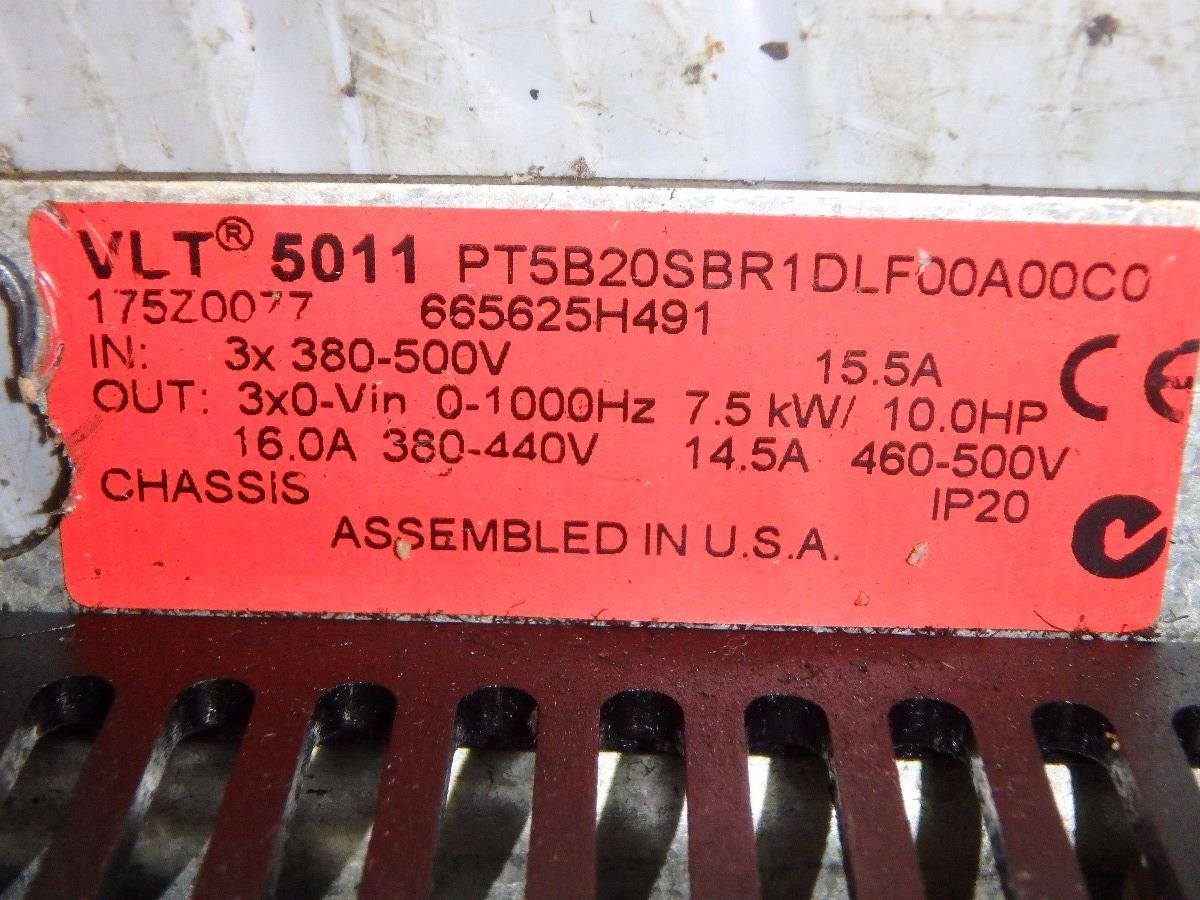 VLT® 5011 PT5B20SBR1DLF00A00C0
175Z0077 665625H491
IN: 3x 380-500V 15.5A
OUT: 3x0-Vin 0-1000Hz 7.5 kW/ 10.0HP
16.0A 380-440V 14.5A 460-500V
CHASSIS IP20
ASSEMBLED IN U.S.A.
CE